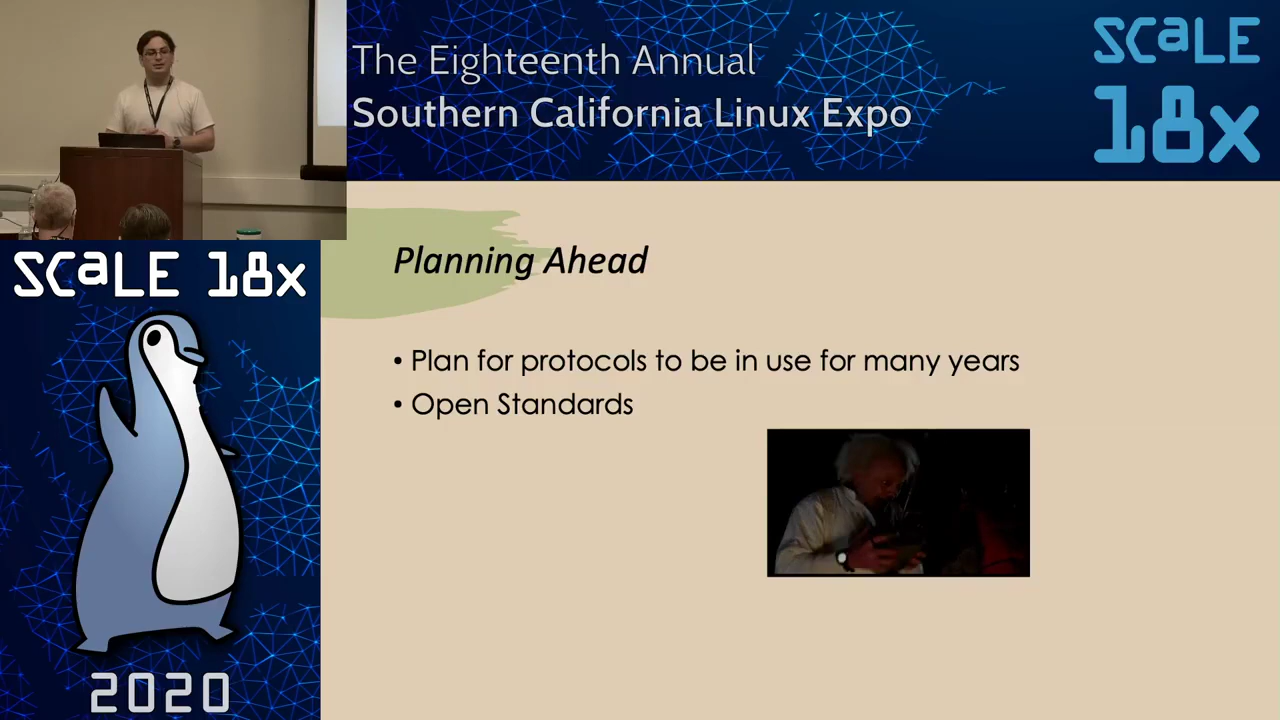 The Eighteenth Annual
Southern California Linux Expo
SCaLE
18x
SCaLE 18x
2020
Planning Ahead
• Plan for protocols to be in use for many years
• Open Standards